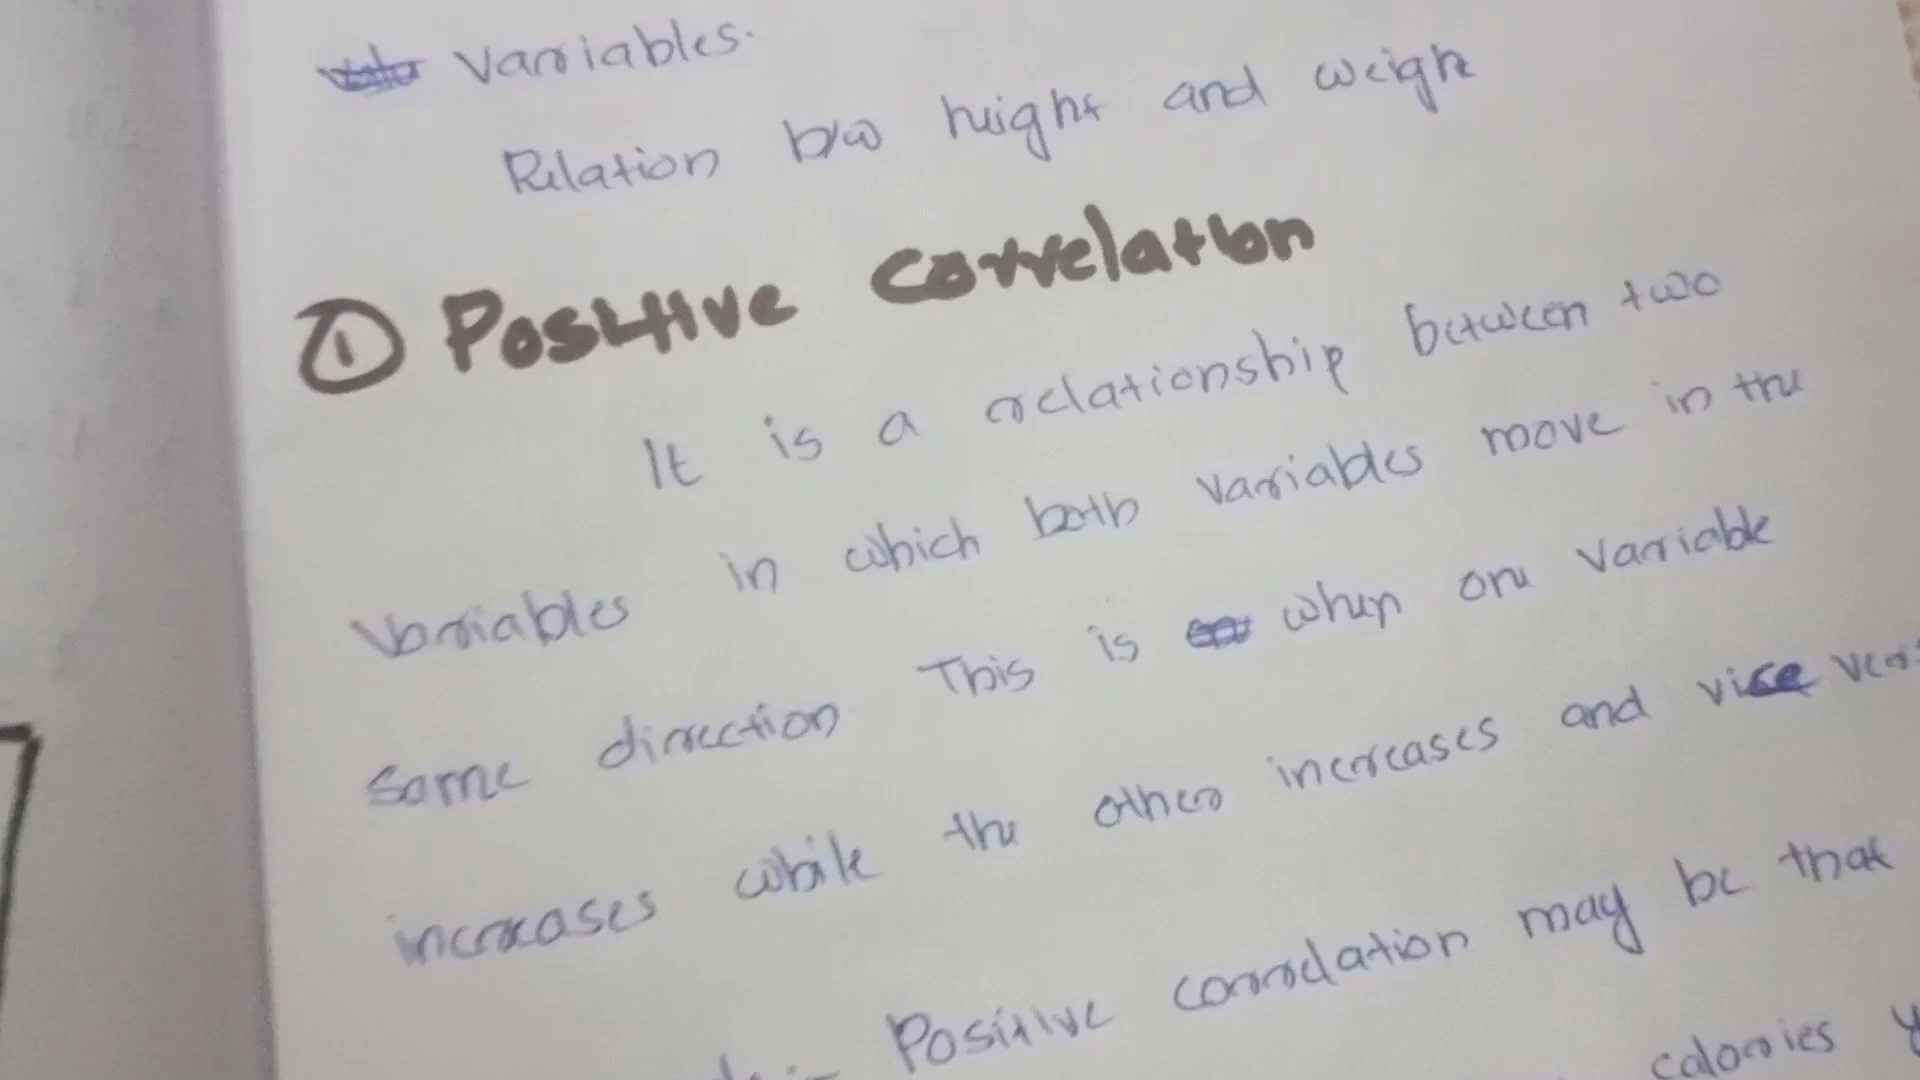 Variables.
Relation b/w height and weight
① Positive correlation
It is a relationship between two
Variables in which both variables move in the
same direction. This is when one variable
increases while the other increases and vice
Positive correlation may be that
calories